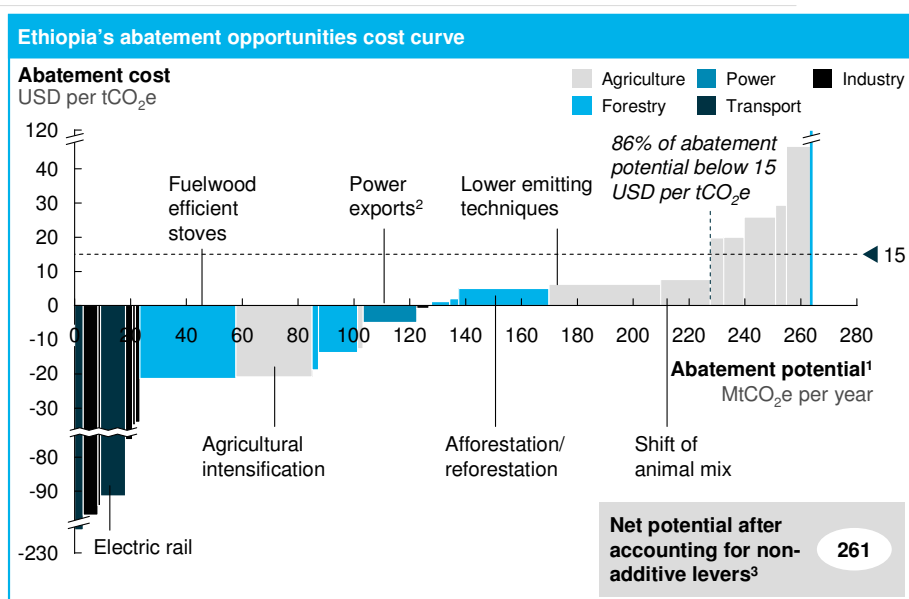 Ethiopia's abatement opportunities cost curve
Abatement cost
USD per tCO2e
Agriculture
Power
Industry
Forestry
Transport
120
40
30
20
10
0
-10
-20
-30
-80
-90
-230
Fuelwood
efficient
stoves
Power
exports2
Lower emitting
techniques
86% of abatement
potential below 15
USD per tCO2e
15
0
20
40
60
80
100
120
140
160
180
200
220
240
260
280
Abatement potential1
MtCO2e per year
Agricultural
intensification
Afforestation/
reforestation
Shift of
animal mix
Electric rail
Net potential after
accounting for non-
additive levers3
261